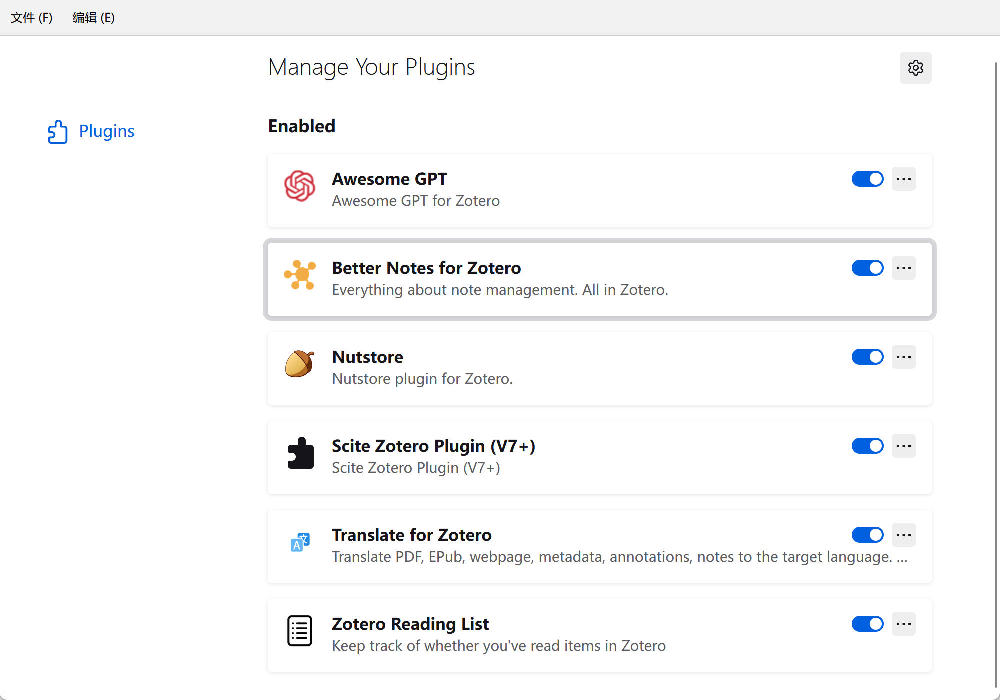 文件 (F) 编辑 (E)
Manage Your Plugins
Plugins
Enabled
Awesome GPT
Awesome GPT for Zotero
Better Notes for Zotero
Everything about note management. All in Zotero.
Nutstore
Nutstore plugin for Zotero.
Scite Zotero Plugin (V7+)
Scite Zotero Plugin (V7+)
A文
Translate for Zotero
Translate PDF, EPub, webpage, metadata, annotations, notes to the target language. ...
Zotero Reading List
Keep track of whether you've read items in Zotero